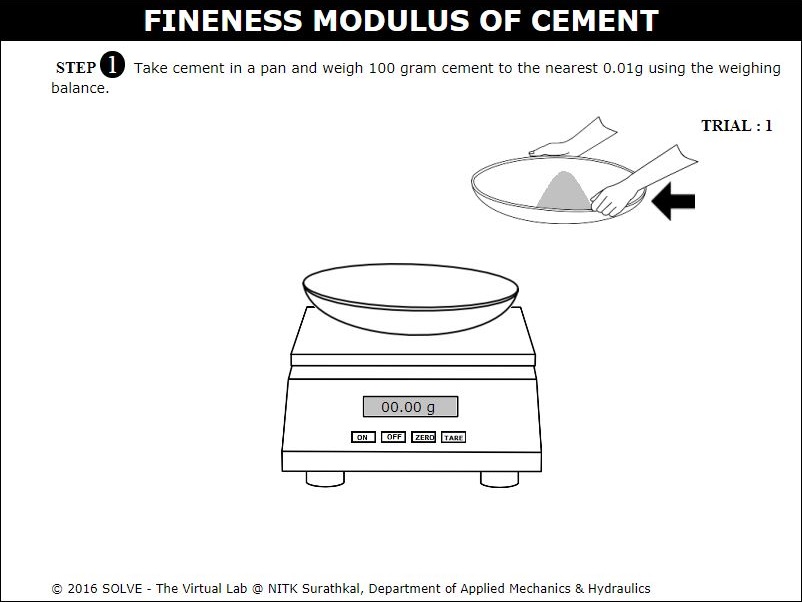 FINENESS MODULUS OF CEMENT
STEP 1 Take cement in a pan and weigh 100 gram cement to the nearest 0.01g using the weighing
balance.
TRIAL : 1
00.00 g
ON OFF ZERO TARE
© 2016 SOLVE - The Virtual Lab @ NITK Surathkal, Department of Applied Mechanics & Hydraulics